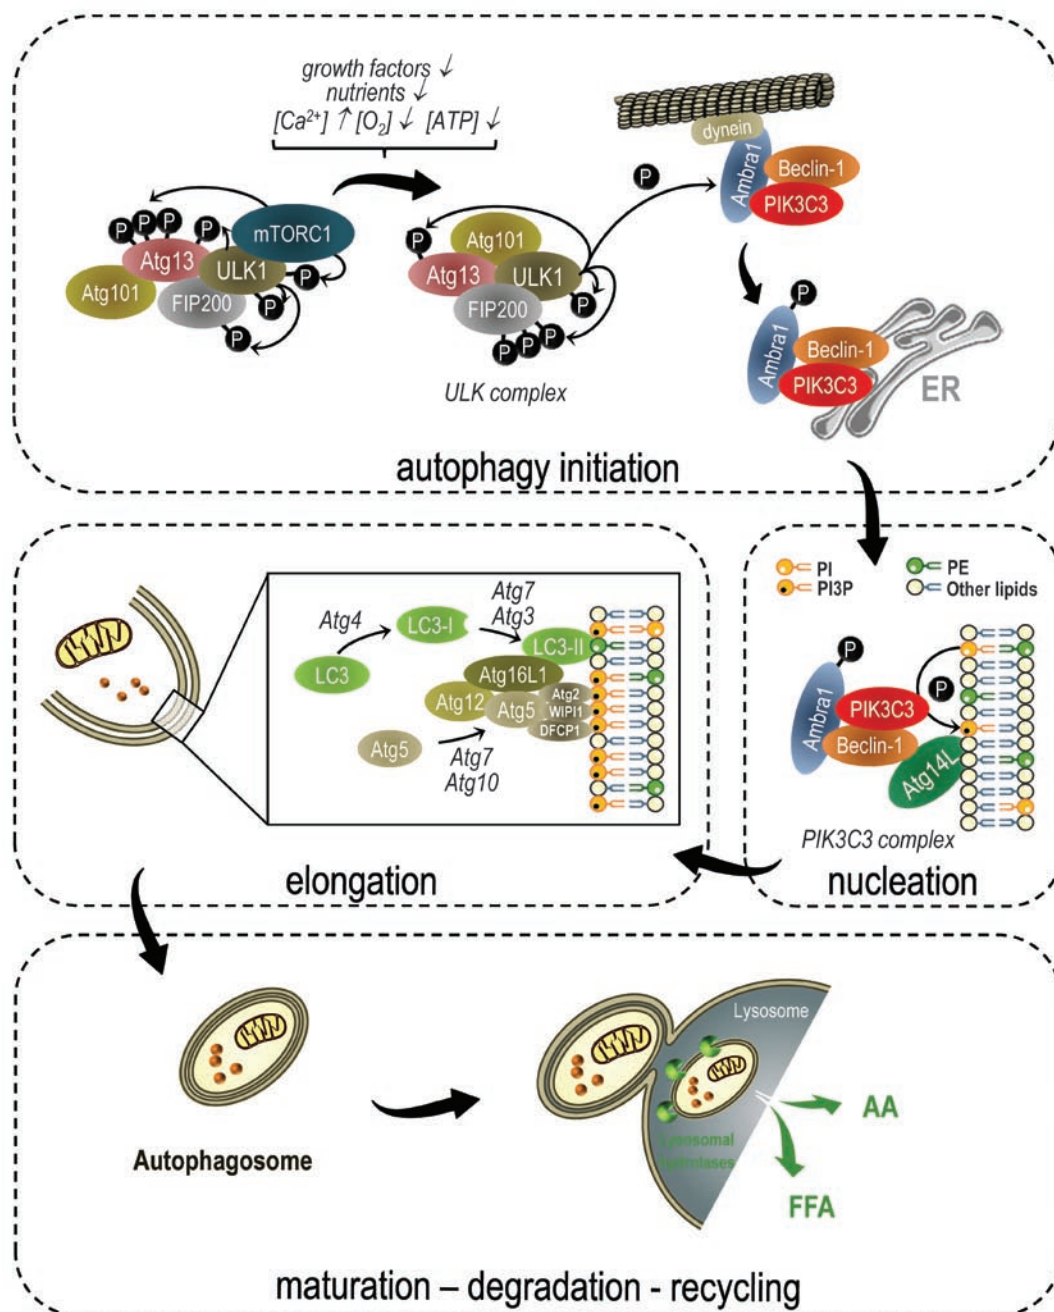 growth factors ↓
nutrients ↓
[Ca²⁺] ↑ [O₂] ↓ [ATP] ↓
dynein
Ambra1
Beclin-1
PIK3C3
P
P P P P
mTORC1
Atg13
ULK1
P
Atg101
FIP200
P
P
P
Atg101
Atg13
ULK1
P
FIP200
P P P
ULK complex
P
Ambra1
Beclin-1
PIK3C3
ER
autophagy initiation
Atg4
LC3-I
Atg7
Atg3
LC3
LC3-II
Atg16L1
Atg12
Atg5
Atg2
WIPI1
DFCP1
Atg5
Atg7
Atg10
elongation
PI
PE
PI3P
Other lipids
P
Ambra1
PIK3C3
P
Beclin-1
Atg14L
PIK3C3 complex
nucleation
Autophagosome
Lysosome
Lysosomal
AA
FFA
maturation – degradation - recycling